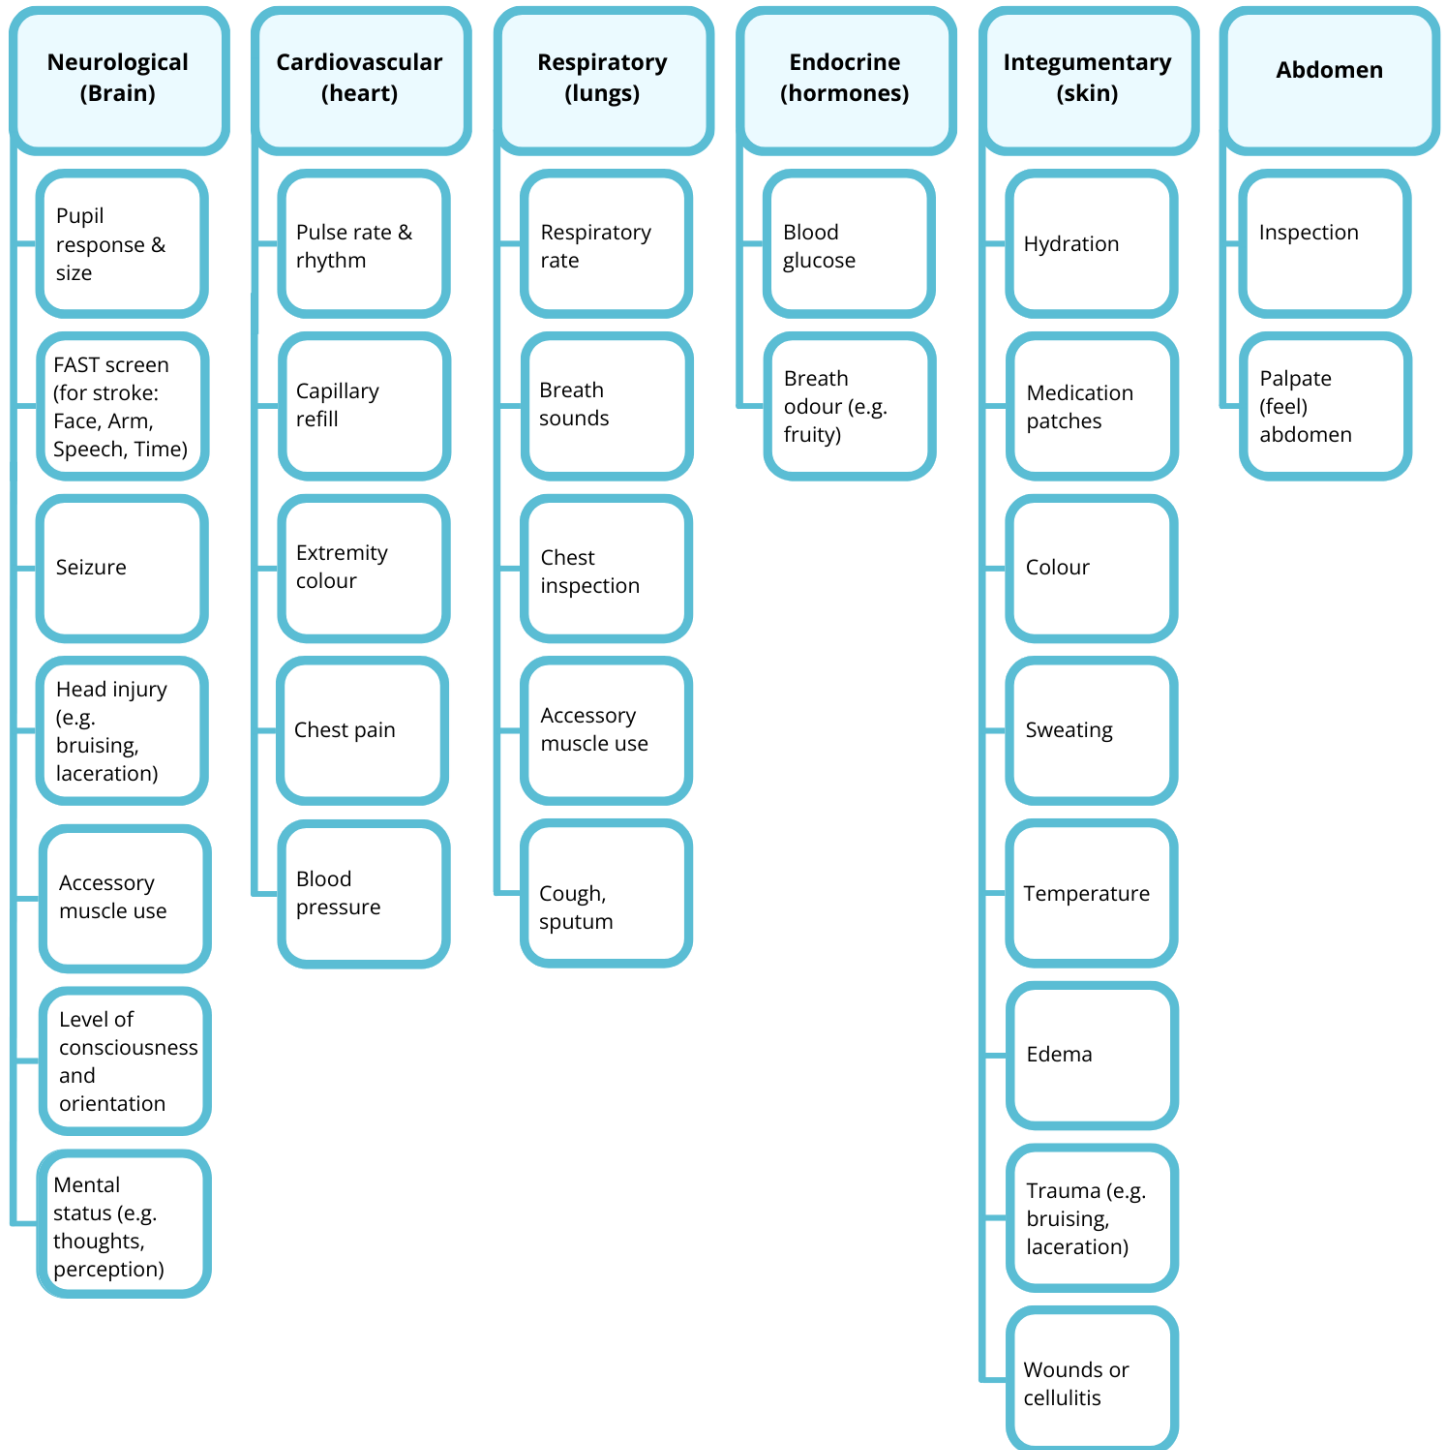 Neurological
(Brain)
Pupil
response &
size
FAST screen
(for stroke:
Face, Arm,
Speech, Time)
Seizure
Head injury
(e.g.
bruising,
laceration)
Accessory
muscle use
Level of
consciousness
and
orientation
Mental
status (e.g.
thoughts,
perception)
Cardiovascular
(heart)
Pulse rate &
rhythm
Capillary
refill
Extremity
colour
Chest pain
Blood
pressure
Respiratory
(lungs)
Respiratory
rate
Breath
sounds
Chest
inspection
Accessory
muscle use
Cough,
sputum
Endocrine
(hormones)
Blood
glucose
Breath
odour (e.g.
fruity)
Integumentary
(skin)
Hydration
Medication
patches
Colour
Sweating
Temperature
Edema
Trauma (e.g.
bruising,
laceration)
Wounds or
cellulitis
Abdomen
Inspection
Palpate
(feel)
abdomen